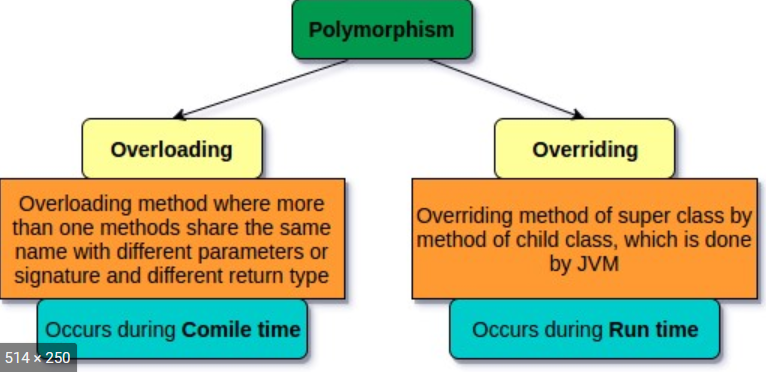 Polymorphism
Overloading
Overloading method where more
than one methods share the same
name with different parameters or
signature and different return type
Occurs during Comile time
Overriding
Overriding method of super class by
method of child class, which is done
by JVM
Occurs during Run time
514 × 250